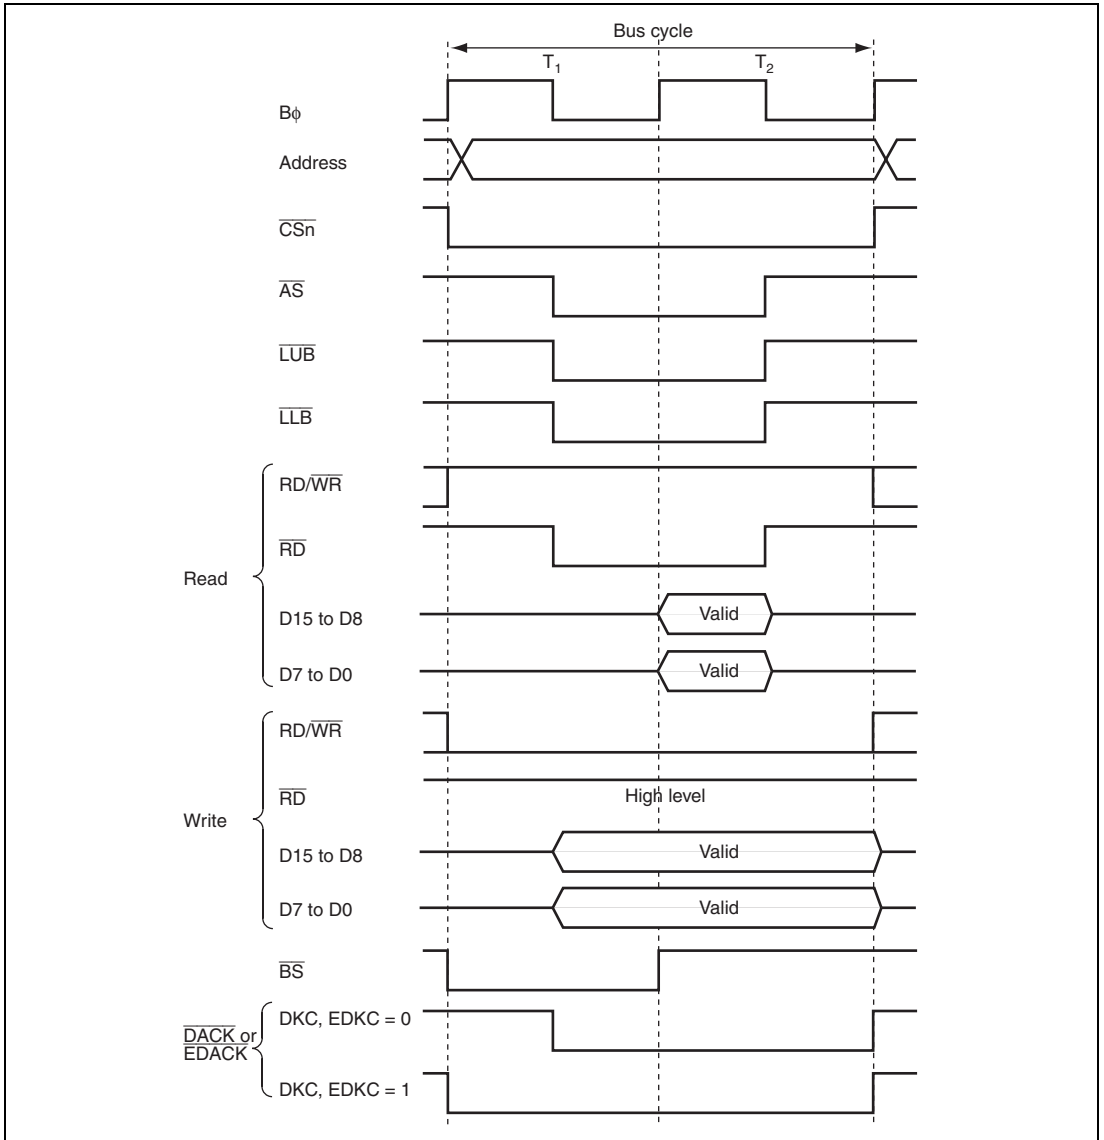 Bus cycle
T1 T2
Bϕ
Address
CSn
AS
LUB
LLB
RD/WR
RD
Read
D15 to D8 Valid
D7 to D0 Valid
RD/WR
RD High level
Write
D15 to D8 Valid
D7 to D0 Valid
BS
DKC, EDKC = 0
DACK or
EDACK
DKC, EDKC = 1